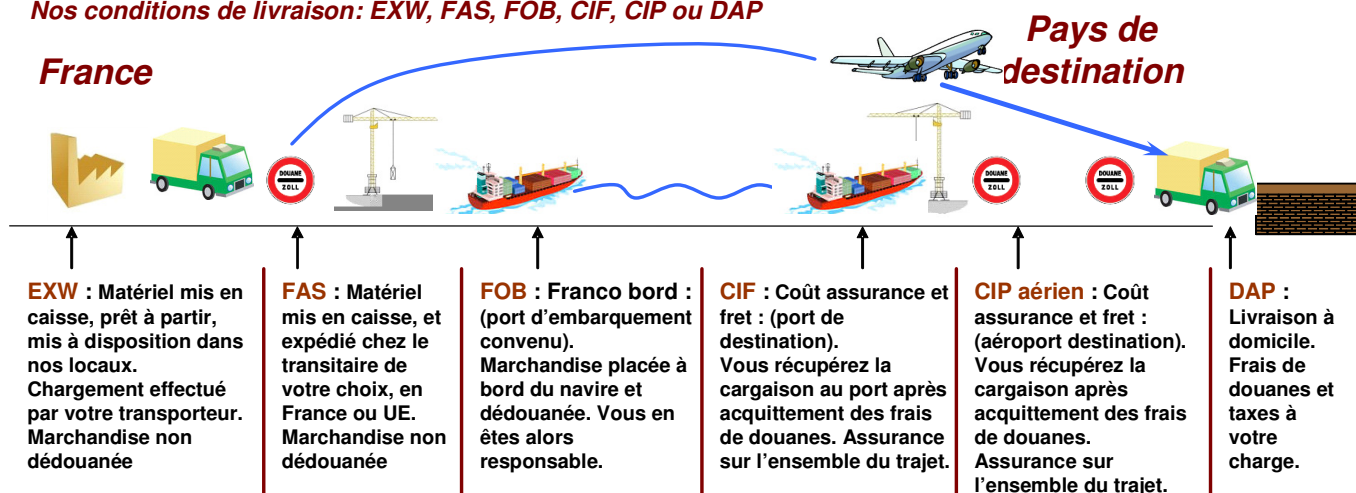 Nos conditions de livraison: EXW, FAS, FOB, CIF, CIP ou DAP
France
Pays de
destination
DOUANE
ZOLL
DOUANE
ZOLL
DOUANE
ZOLL
EXW : Matériel mis en
caisse, prêt à partir,
mis à disposition dans
nos locaux.
Chargement effectué
par votre transporteur.
Marchandise non
dédouanée
FAS : Matériel
mis en caisse, et
expédié chez le
transitaire de
votre choix, en
France ou UE.
Marchandise non
dédouanée
FOB : Franco bord :
(port d’embarquement
convenu).
Marchandise placée à
bord du navire et
dédouanée. Vous en
êtes alors
responsable.
CIF : Coût assurance et
fret : (port de
destination).
Vous récupérez la
cargaison au port après
acquittement des frais
de douanes. Assurance
sur l’ensemble du trajet.
CIP aérien : Coût
assurance et fret :
(aéroport destination).
Vous récupérez la
cargaison après
acquittement des frais
de douanes.
Assurance sur
l’ensemble du trajet.
DAP :
Livraison à
domicile.
Frais de
douanes et
taxes à
votre
charge.